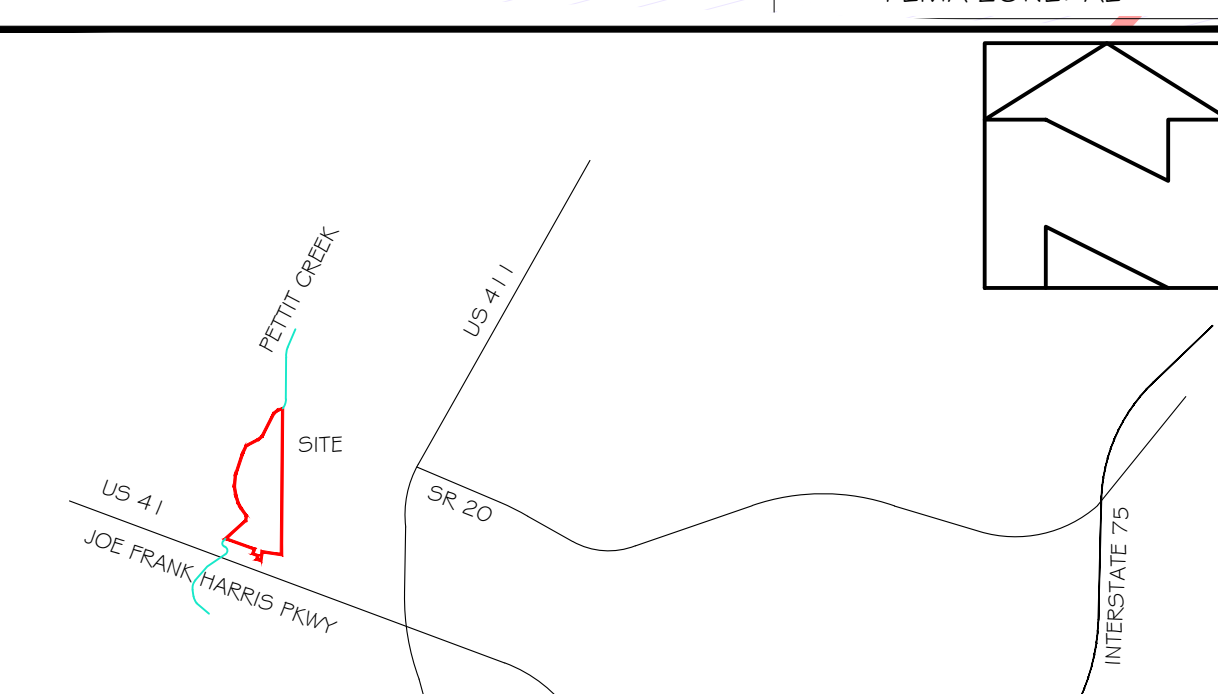 PETTIT CREEK
US 411
SITE
US 41
SR 20
JOE FRANK HARRIS PKWY
INTERSTATE 75